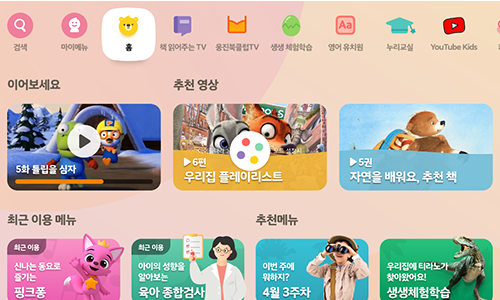 검색
마이메뉴
홈
책 읽어주는 TV
웅진북클럽TV
생생 체험학습
Aa
영어 유치원
누리교실
YouTube Kids
이어보세요
추천 영상
5화 튤립을 심자
▶6편
우리집 플레이리스트
▶5권
자연을 배워요, 추천 책
최근 이용 메뉴
추천메뉴
최근 이용
신나는 동요로
즐기는
핑크퐁
최근 이용
아이의 성향을
알아보는
육아 종합검사
이번 주에
뭐하지?
4월 3주차
우리집에 티라노가
찾아왔어요!
생생체험학습